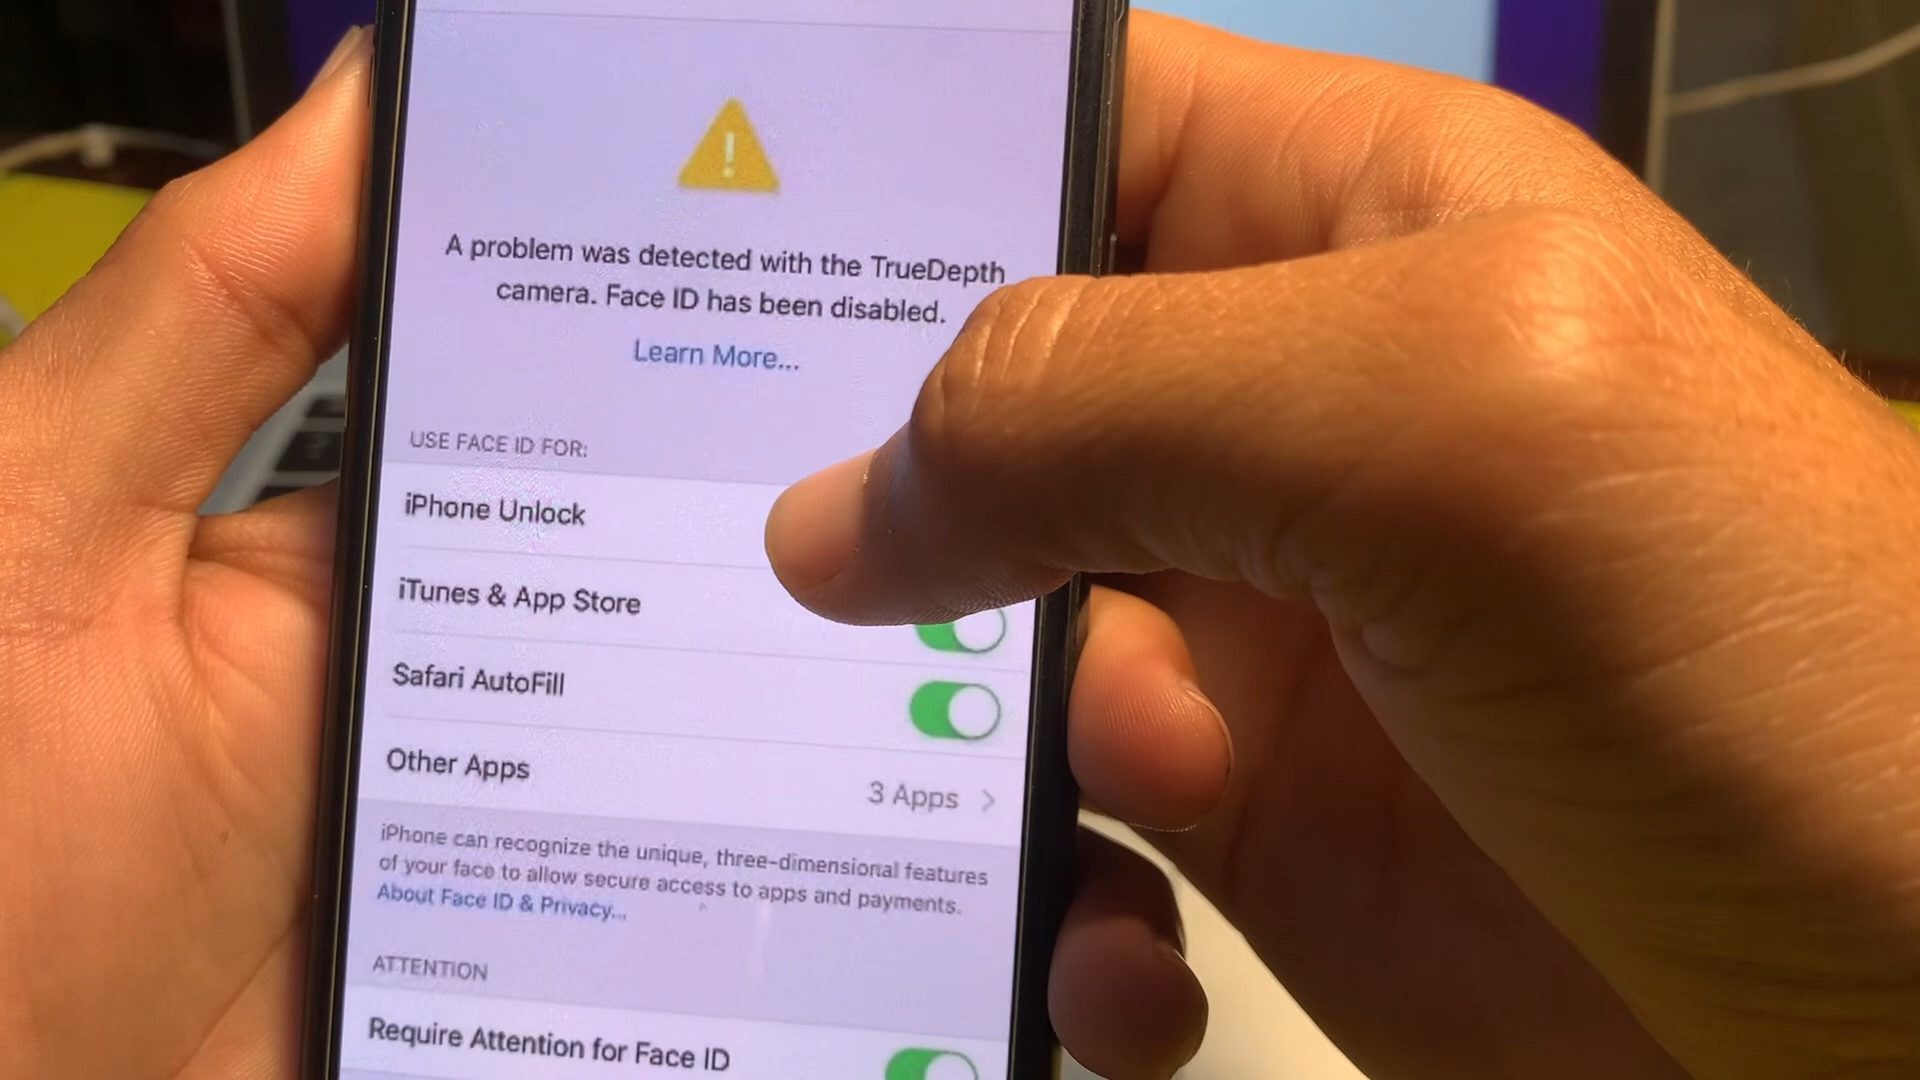 A problem was detected with the TrueDepth
camera. Face ID has been disabled.
Learn More...
USE FACE ID FOR:
iPhone Unlock
iTunes & App Store
Safari AutoFill
Other Apps
3 Apps
iPhone can recognize the unique, three-dimensional features
of your face to allow secure access to apps and payments.
About Face ID & Privacy...
ATTENTION
Require Attention for Face ID